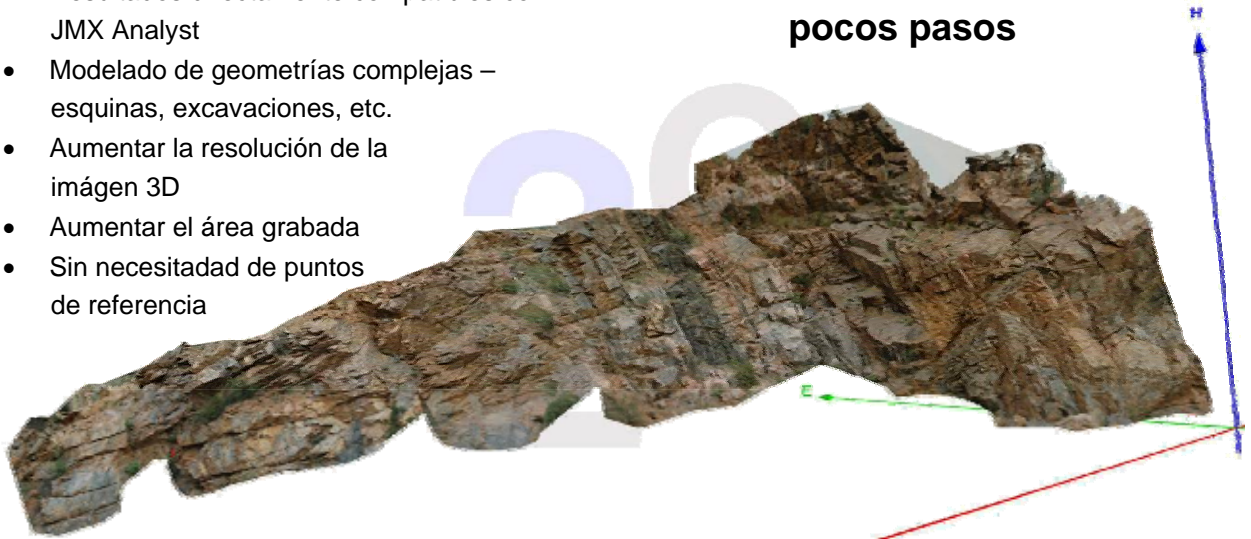 JMX Analyst
• Modelado de geometrías complejas –
esquinas, excavaciones, etc.
• Aumentar la resolución de la
imágen 3D
• Aumentar el área grabada
• Sin necesitadad de puntos
de referencia
pocos pasos
H
E